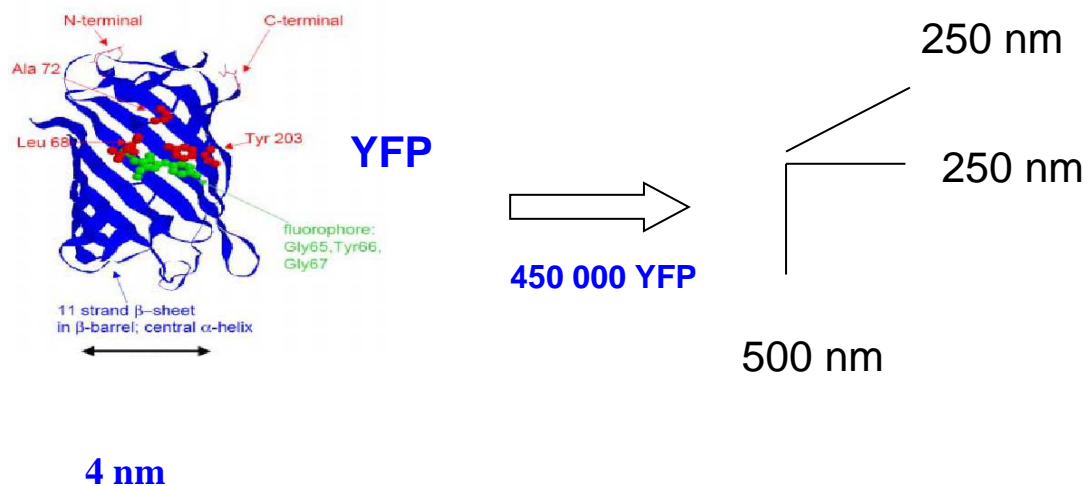 N-terminal
C-terminal
Ala 72
Leu 68
Tyr 203
fluorophore:
Gly65,Tyr66,
Gly67
11 strand β–sheet
in β-barrel; central α-helix
4 nm
YFP
450 000 YFP
250 nm
250 nm
500 nm